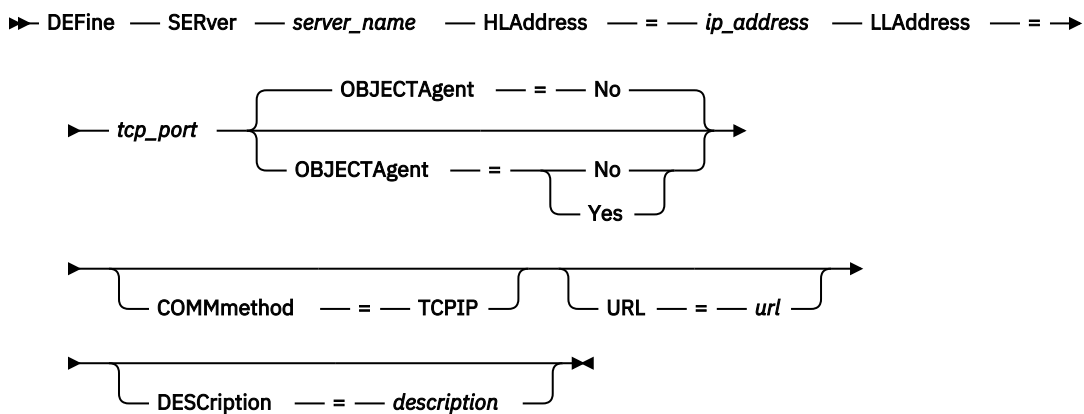 DEFine SERver server_name HLAddress = ip_address LLAddress =
OBJECTAgent = No
tcp_port
OBJECTAgent = No
Yes
COMMmethod = TCPIP URL = url
DESCription = description